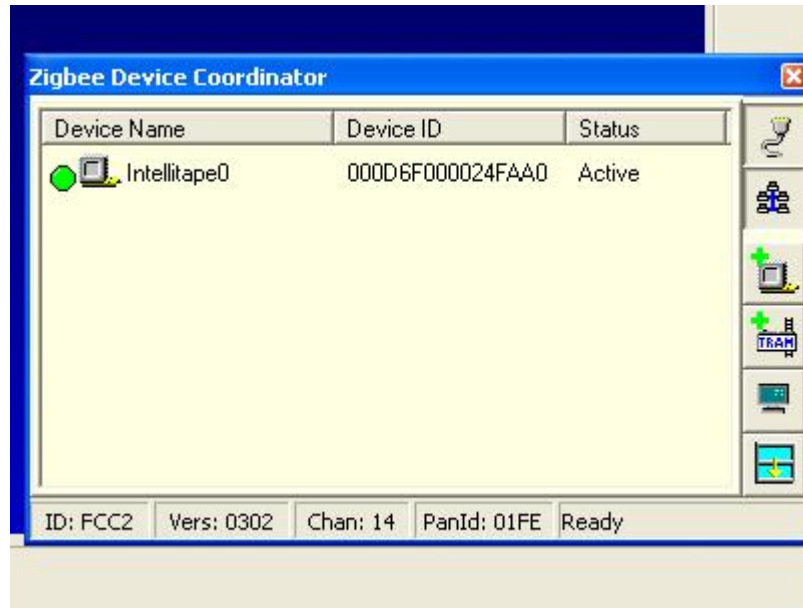 Zigbee Device Coordinator
Device Name Device ID Status
Intellitape0 000D6F000024FAA0 Active
TRAM
ID: FCC2 Vers: 0302 Chan: 14 PanId: 01FE Ready